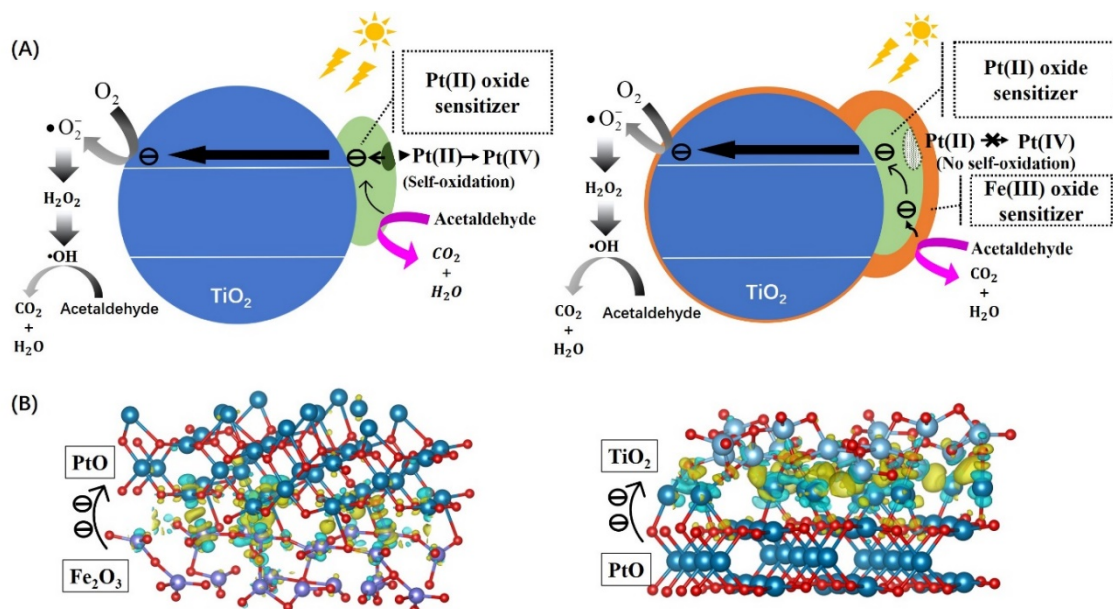 (A)
O₂
• O₂⁻
H₂O₂
•OH
CO₂
+
H₂O
Acetaldehyde
TiO₂
Pt(II) oxide
sensitizer
Pt(II) → Pt(IV)
(Self-oxidation)
Acetaldehyde
CO₂
+
H₂O
O₂
• O₂⁻
H₂O₂
•OH
CO₂
+
H₂O
Acetaldehyde
TiO₂
Pt(II) oxide
sensitizer
Pt(II) Pt(IV)
(No self-oxidation)
Fe(III) oxide
sensitizer
Acetaldehyde
CO₂
+
H₂O
(B)
PtO
Fe₂O₃
TiO₂
PtO